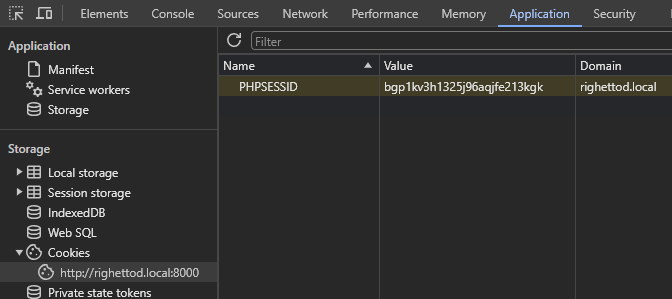 Elements Console Sources Network Performance Memory Application Security
Application
Manifest
Service workers
Storage
Storage
Local storage
Session storage
IndexedDB
Web SQL
Cookies
http://righettod.local:8000
Private state tokens
Filter
Name Value Domain
PHPSESSID bgp1kv3h1325j96aqjfe213kgk righettod.local